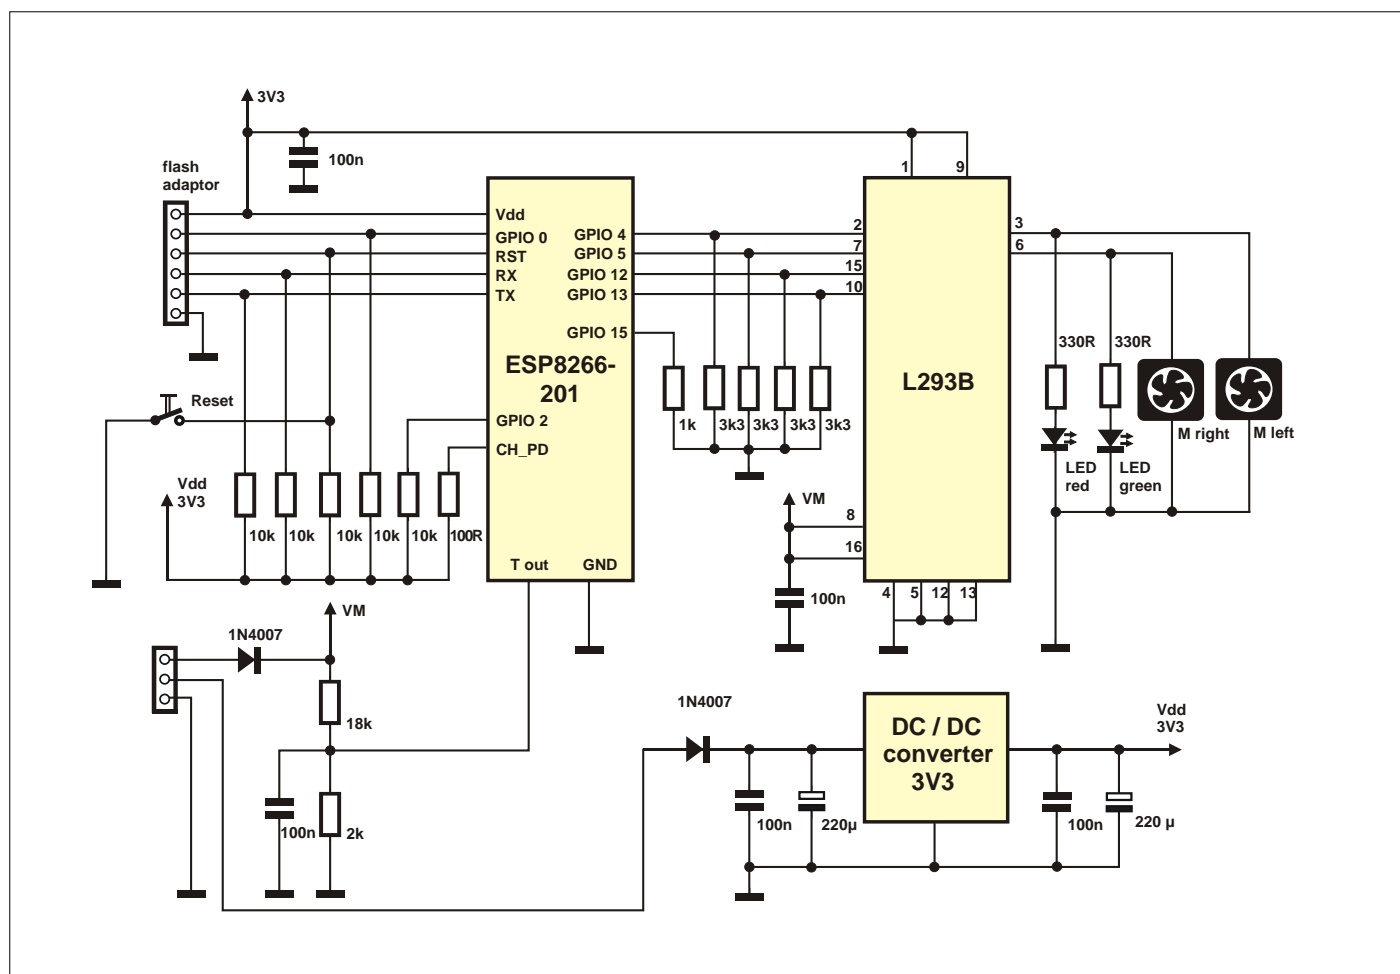 3V3
100n
flash
adaptor
1
9
Vdd
GPIO 0
RST
RX
TX
GPIO 4
GPIO 5
GPIO 12
GPIO 13
GPIO 15
2
7
15
10
3
6
ESP8266-
201
L293B
330R
330R
Reset
GPIO 2
CH_PD
1k
3k3
3k3
3k3
3k3
M right
M left
LED
red
LED
green
Vdd
3V3
10k
10k
10k
10k
10k
100R
VM
8
16
100n
T out
GND
4
5
12
13
VM
1N4007
18k
100n
2k
1N4007
DC / DC
converter
3V3
Vdd
3V3
100n
220µ
100n
220 µ